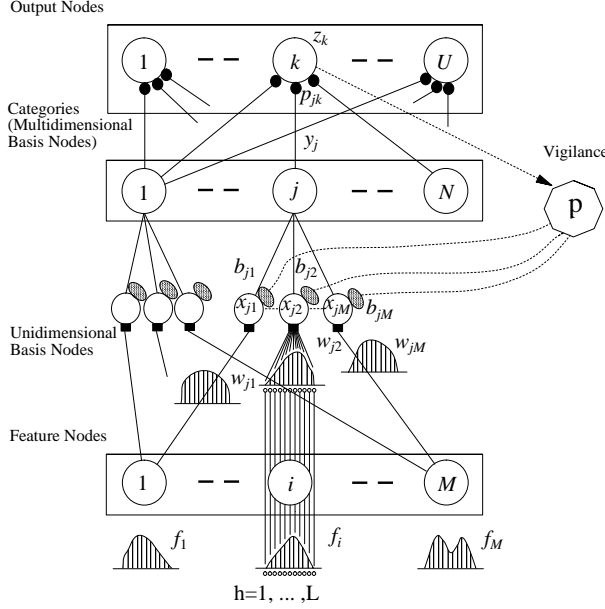 Output Nodes
z_k
1 k U
p_jk
Categories
(Multidimensional
Basis Nodes)
y_j
Vigilance
1 j N
p
b_j1 b_j2
x_j1 x_j2 x_jM b_jM
Unidimensional
Basis Nodes
w_j2 w_jM
w_j1
Feature Nodes
1 i M
f_1 f_i f_M
h=1, ... ,L